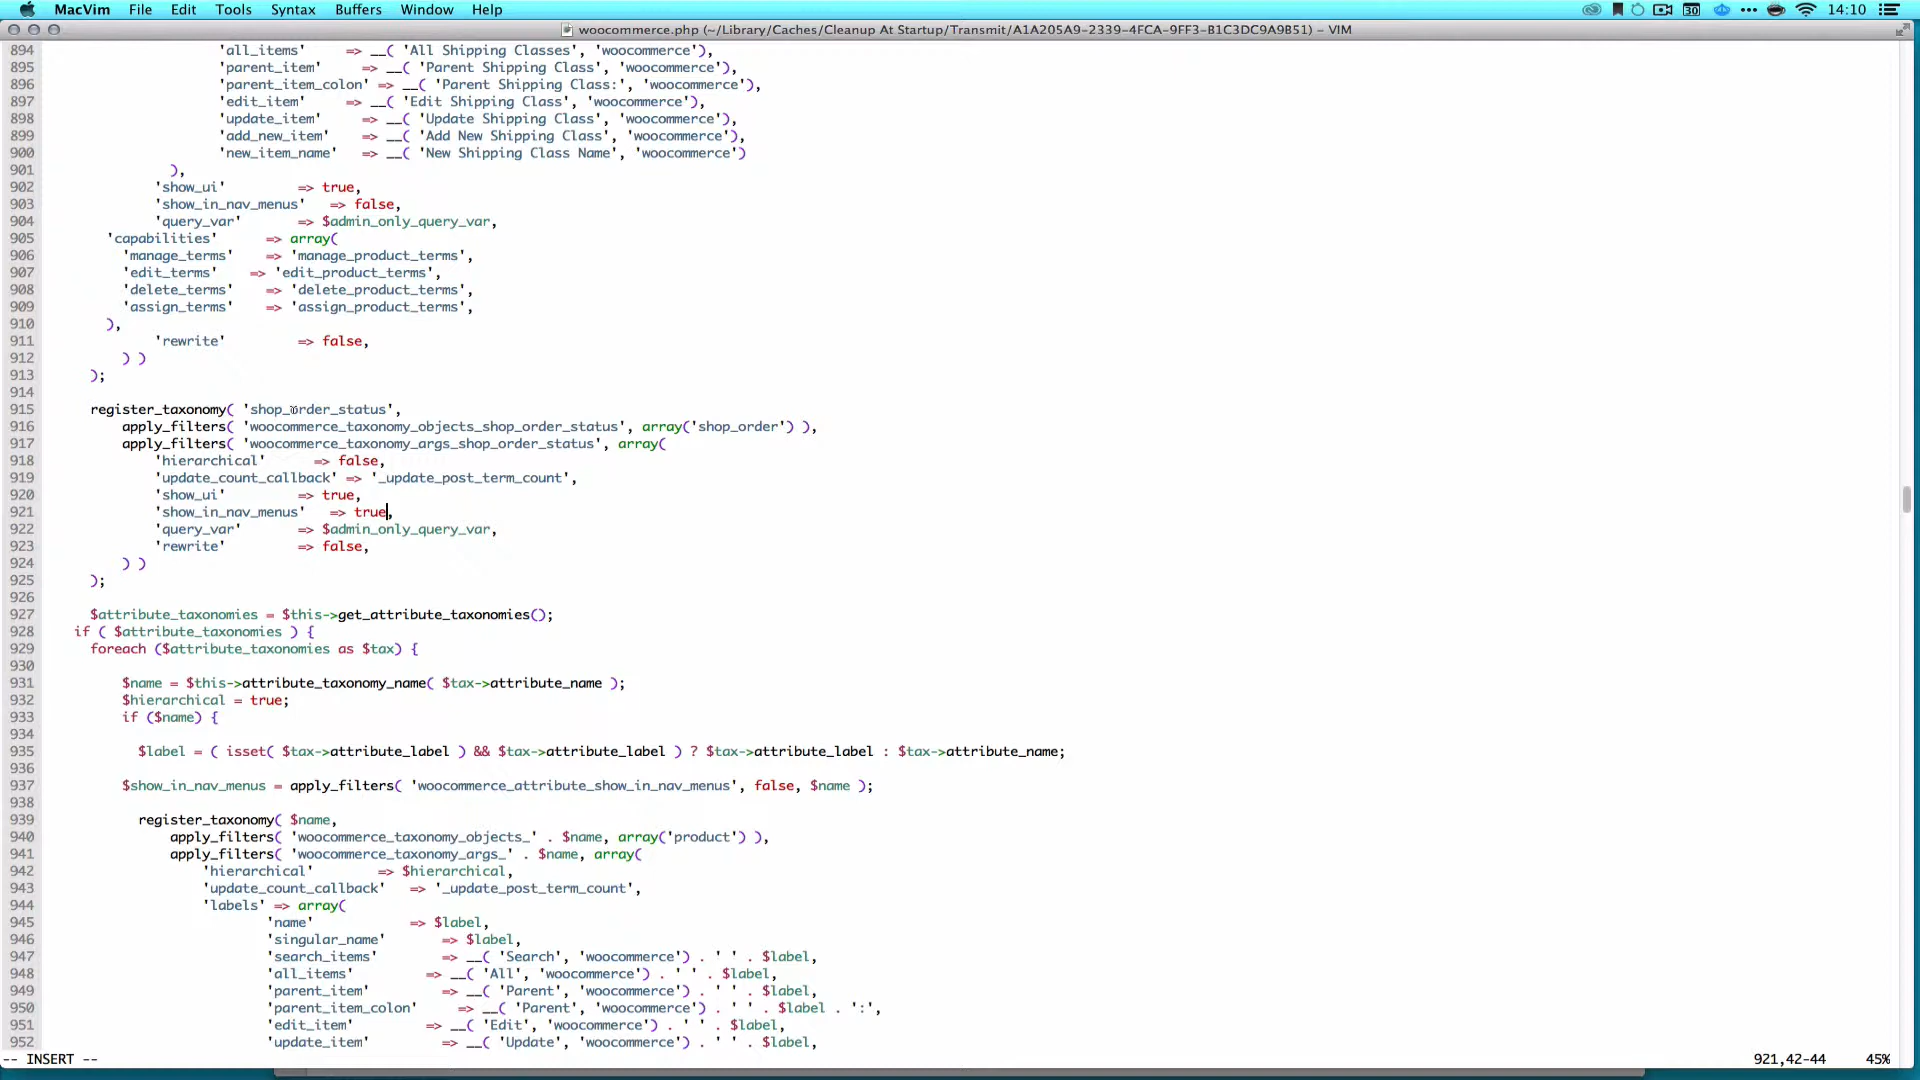 MacVim File Edit Tools Syntax Buffers Window Help 30 14:10
woocommerce.php (~/Library/Caches/Cleanup At Startup/Transmit/A1A205A9-2339-4FCA-9FF3-B1C3DC9A9B51) – VIM
894 'all_items' => __( 'All Shipping Classes', 'woocommerce'),
895 'parent_item' => __( 'Parent Shipping Class', 'woocommerce'),
896 'parent_item_colon' => __( 'Parent Shipping Class:', 'woocommerce'),
897 'edit_item' => __( 'Edit Shipping Class', 'woocommerce'),
898 'update_item' => __( 'Update Shipping Class', 'woocommerce'),
899 'add_new_item' => __( 'Add New Shipping Class', 'woocommerce'),
900 'new_item_name' => __( 'New Shipping Class Name', 'woocommerce')
901 ),
902 'show_ui' => true,
903 'show_in_nav_menus' => false,
904 'query_var' => $admin_only_query_var,
905 'capabilities' => array(
906 'manage_terms' => 'manage_product_terms',
907 'edit_terms' => 'edit_product_terms',
908 'delete_terms' => 'delete_product_terms',
909 'assign_terms' => 'assign_product_terms',
910 ),
911 'rewrite' => false,
912 ) )
913 );
914
915 register_taxonomy( 'shop_order_status',
916 apply_filters( 'woocommerce_taxonomy_objects_shop_order_status', array('shop_order') ),
917 apply_filters( 'woocommerce_taxonomy_args_shop_order_status', array(
918 'hierarchical' => false,
919 'update_count_callback' => '_update_post_term_count',
920 'show_ui' => true,
921 'show_in_nav_menus' => true,
922 'query_var' => $admin_only_query_var,
923 'rewrite' => false,
924 ) )
925 );
926
927 $attribute_taxonomies = $this->get_attribute_taxonomies();
928 if ( $attribute_taxonomies ) {
929 foreach ($attribute_taxonomies as $tax) {
930
931 $name = $this->attribute_taxonomy_name( $tax->attribute_name );
932 $hierarchical = true;
933 if ($name) {
934
935 $label = ( isset( $tax->attribute_label ) && $tax->attribute_label ) ? $tax->attribute_label : $tax->attribute_name;
936
937 $show_in_nav_menus = apply_filters( 'woocommerce_attribute_show_in_nav_menus', false, $name );
938
939 register_taxonomy( $name,
940 apply_filters( 'woocommerce_taxonomy_objects_' . $name, array('product') ),
941 apply_filters( 'woocommerce_taxonomy_args_' . $name, array(
942 'hierarchical' => $hierarchical,
943 'update_count_callback' => '_update_post_term_count',
944 'labels' => array(
945 'name' => $label,
946 'singular_name' => $label,
947 'search_items' => __( 'Search', 'woocommerce') . ' ' . $label,
948 'all_items' => __( 'All', 'woocommerce') . ' ' . $label,
949 'parent_item' => __( 'Parent', 'woocommerce') . ' ' . $label,
950 'parent_item_colon' => __( 'Parent', 'woocommerce') . ' ' . $label . ':',
951 'edit_item' => __( 'Edit', 'woocommerce') . ' ' . $label,
952 'update_item' => __( 'Update', 'woocommerce') . ' ' . $label,
-- INSERT -- 921,42-44 45%